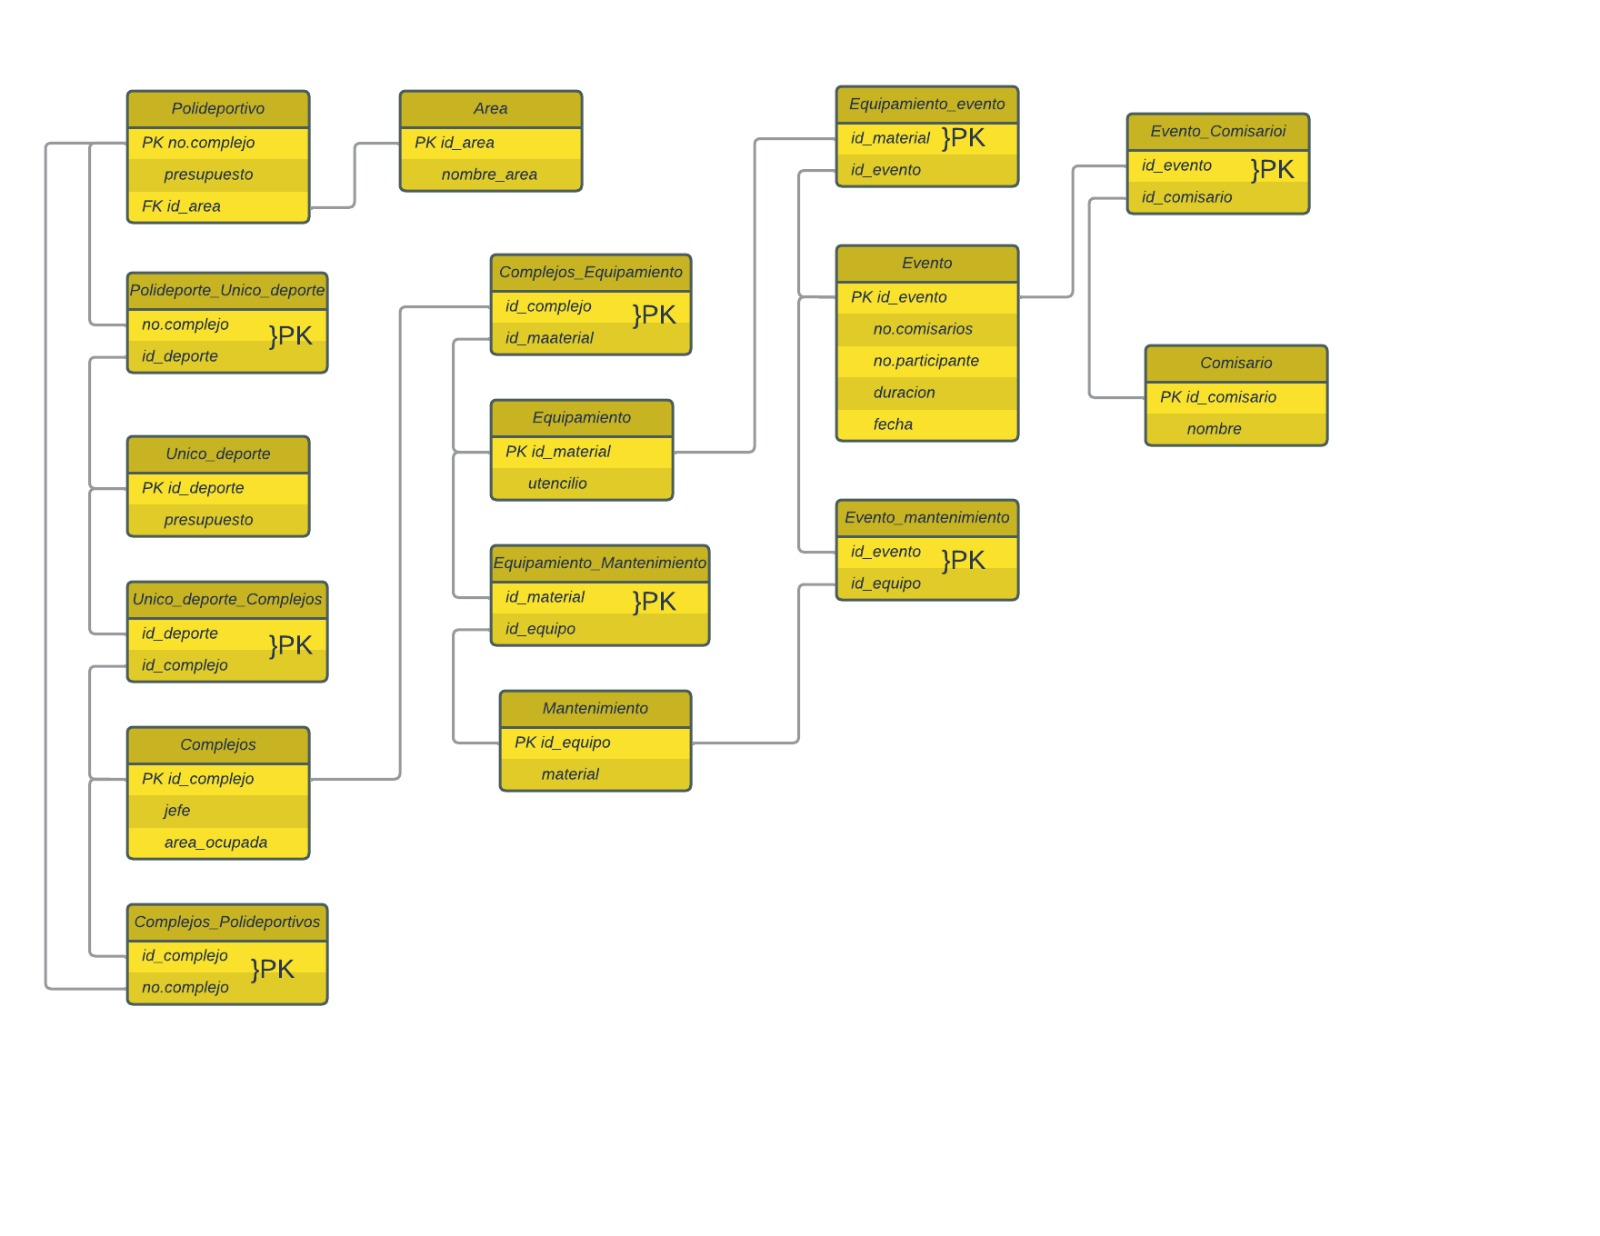 Polideportivo
PK no.complejo
presupuesto
FK id_area
Area
PK id_area
nombre_area
Polideporte_Unico_deporte
no.complejo
id_deporte
}PK
Unico_deporte
PK id_deporte
presupuesto
Unico_deporte_Complejos
id_deporte
id_complejo
}PK
Complejos
PK id_complejo
jefe
area_ocupada
Complejos_Polideportivos
id_complejo
no.complejo
}PK
Complejos_Equipamiento
id_complejo
id_maaterial
}PK
Equipamiento
PK id_material
utencilio
Equipamiento_Mantenimiento
id_material
id_equipo
}PK
Mantenimiento
PK id_equipo
material
Equipamiento_evento
id_material }PK
id_evento
Evento
PK id_evento
no.comisarios
no.participante
duracion
fecha
Evento_mantenimiento
id_evento
id_equipo
}PK
Evento_Comisarioi
id_evento
id_comisario
}PK
Comisario
PK id_comisario
nombre